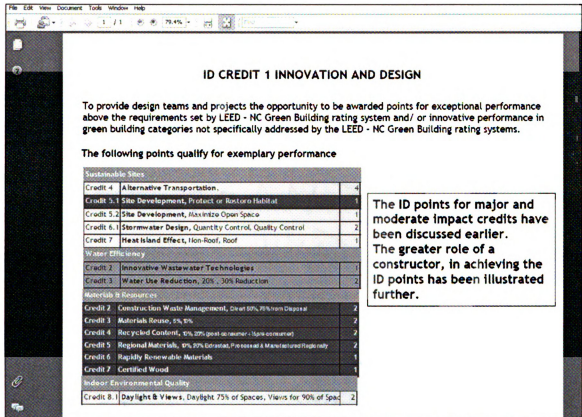 File Edit View Document Tools Window Help
1 / 1 79.4%
ID CREDIT 1 INNOVATION AND DESIGN
To provide design teams and projects the opportunity to be awarded points for exceptional performance
above the requirements set by LEED - NC Green Building rating system and/ or innovative performance in
green building categories not specifically addressed by the LEED - NC Green Building rating systems.
The following points qualify for exemplary performance
Sustainable Sites
Credit 4 Alternative Transportation. 4
Credit 5.1 Site Development, Protect or Restore Habitat 1
Credit 5.2 Site Development, Maximize Open Space 1
Credit 6.1 Stormwater Design, Quantity Control, Quality Control 2
Credit 7 Heat Island Effect, Non-Roof, Roof 1
Water Efficiency
Credit 2 Innovative Wastewater Technologies 1
Credit 3 Water Use Reduction, 20% , 30% Reduction 2
Materials & Resources
Credit 2 Construction Waste Management, Divert 50%, 75% from Disposal 2
Credit 3 Materials Reuse, 5%, 10% 2
Credit 4 Recycled Content, 10%, 20% (post-consumer + ½ pre-consumer) 2
Credit 5 Regional Materials, 10%, 20% Extracted, Processed & Manufactured Regionally 2
Credit 6 Rapidly Renewable Materials 1
Credit 7 Certified Wood 1
Indoor Environmental Quality
Credit 8.1 Daylight & Views, Daylight 75% of Spaces, Views for 90% of Spac 2
The ID points for major and
moderate impact credits have
been discussed earlier.
The greater role of a
constructor, in achieving the
ID points has been illustrated
further.